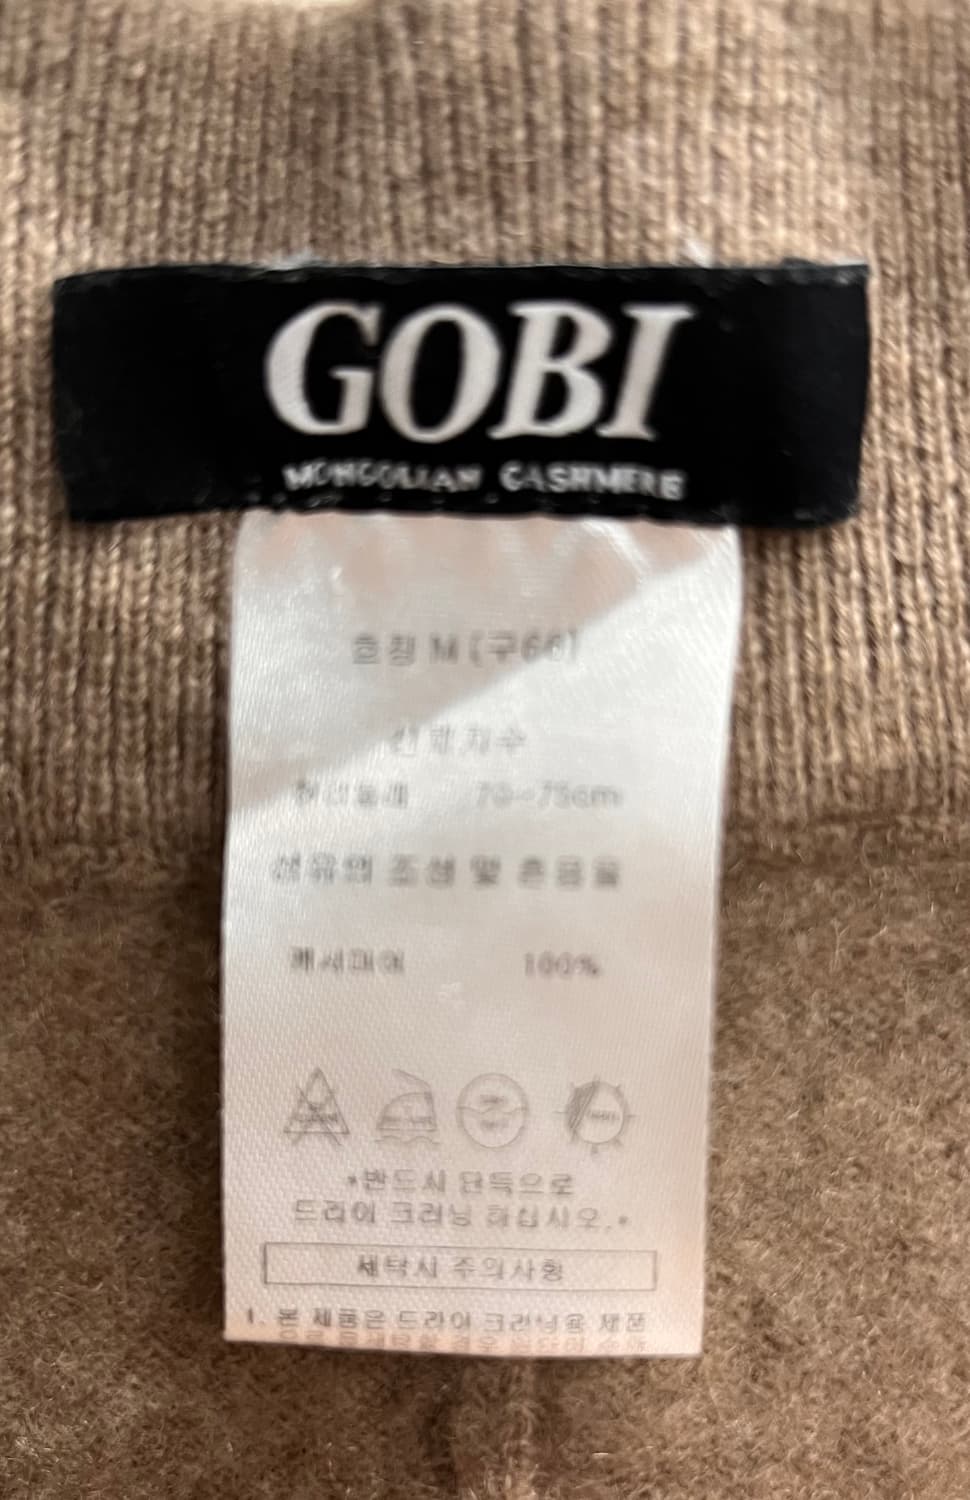 GOBI
MONGOLIAN CASHMERE
호칭 M (구66)
신체치수
허리둘레 70~75cm
섬유의 조성 및 혼용율
캐시미어 100%
*반드시 단독으로
드라이 크리닝 하십시오.*
세탁시 주의사항
1. 본 제품은 드라이 크리닝용 제품